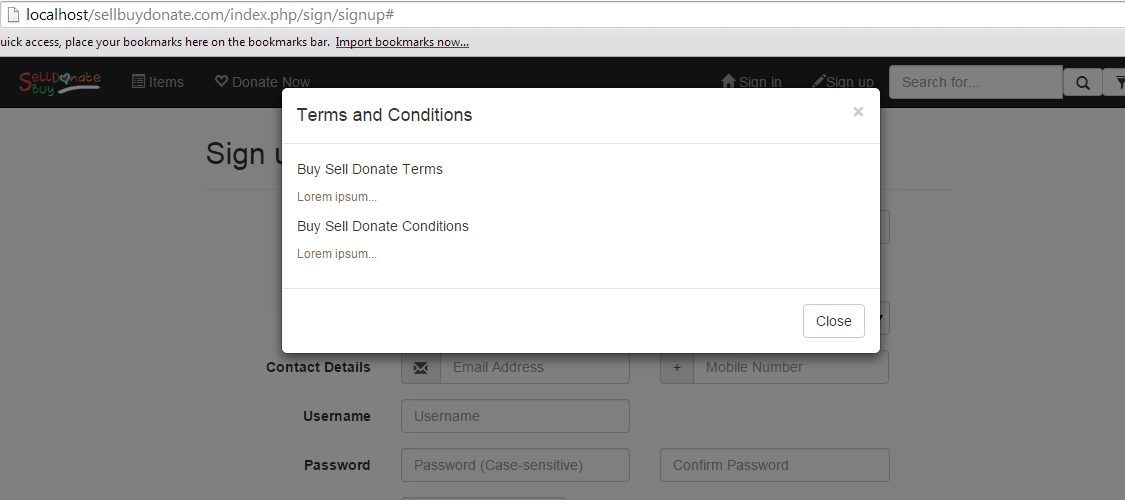 localhost/sellbuydonate.com/index.php/sign/signup#
uick access, place your bookmarks here on the bookmarks bar. Import bookmarks now...
SellDonate
Buy
Items
Donate Now
Sign in
Sign up
Search for...
Terms and Conditions
×
Sign u
Buy Sell Donate Terms
Lorem ipsum...
Buy Sell Donate Conditions
Lorem ipsum...
Close
Contact Details
Email Address
+
Mobile Number
Username
Username
Password
Password (Case-sensitive)
Confirm Password